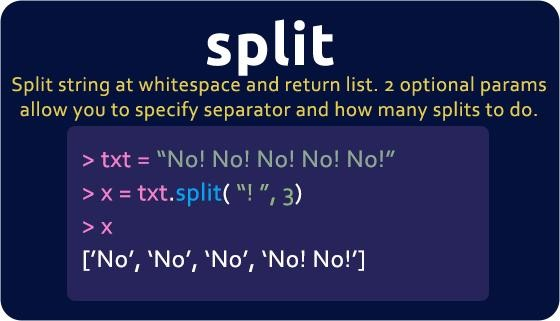 split
Split string at whitespace and return list. 2 optional params
allow you to specify separator and how many splits to do.
> txt = “No! No! No! No! No!”
> x = txt.split( “! ”, 3)
> x
[‘No’, ‘No’, ‘No’, ‘No! No!’]